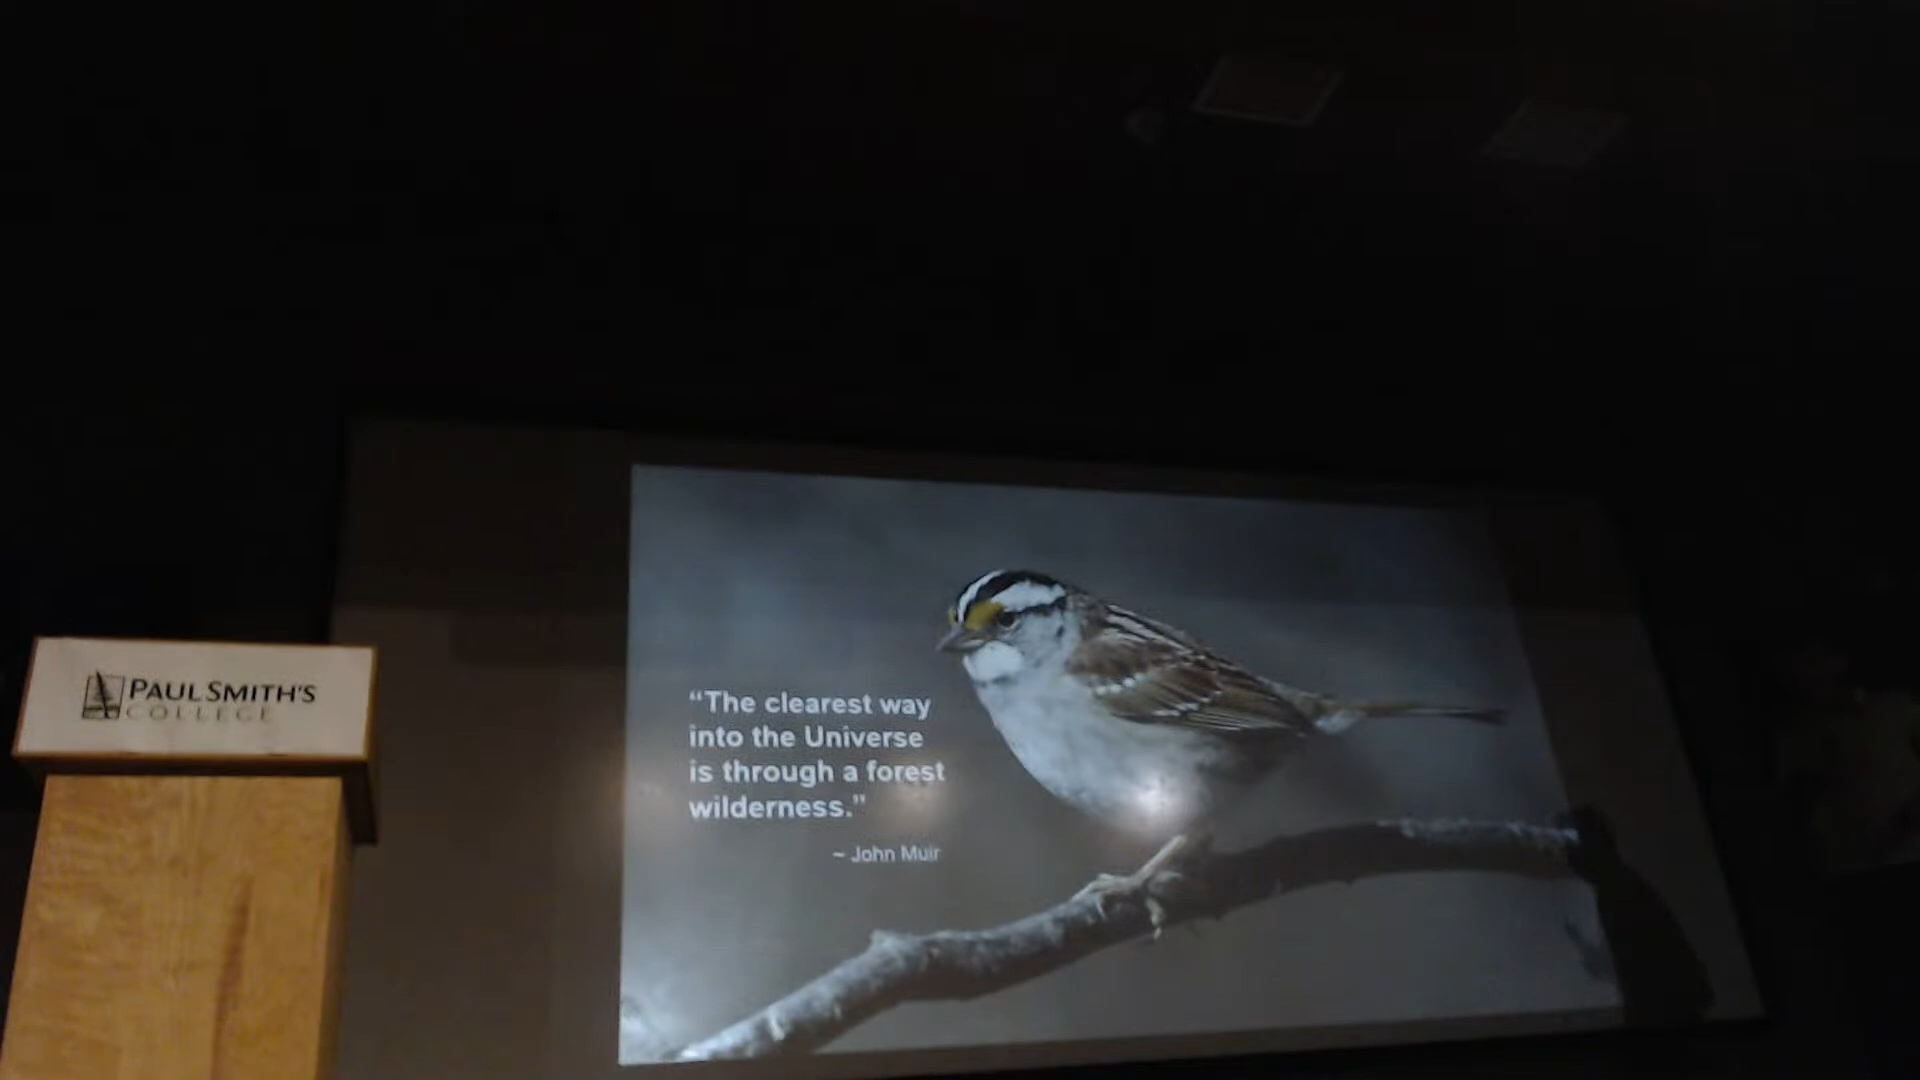 PAUL SMITH'S
COLLEGE
“The clearest way
into the Universe
is through a forest
wilderness.”
~ John Muir